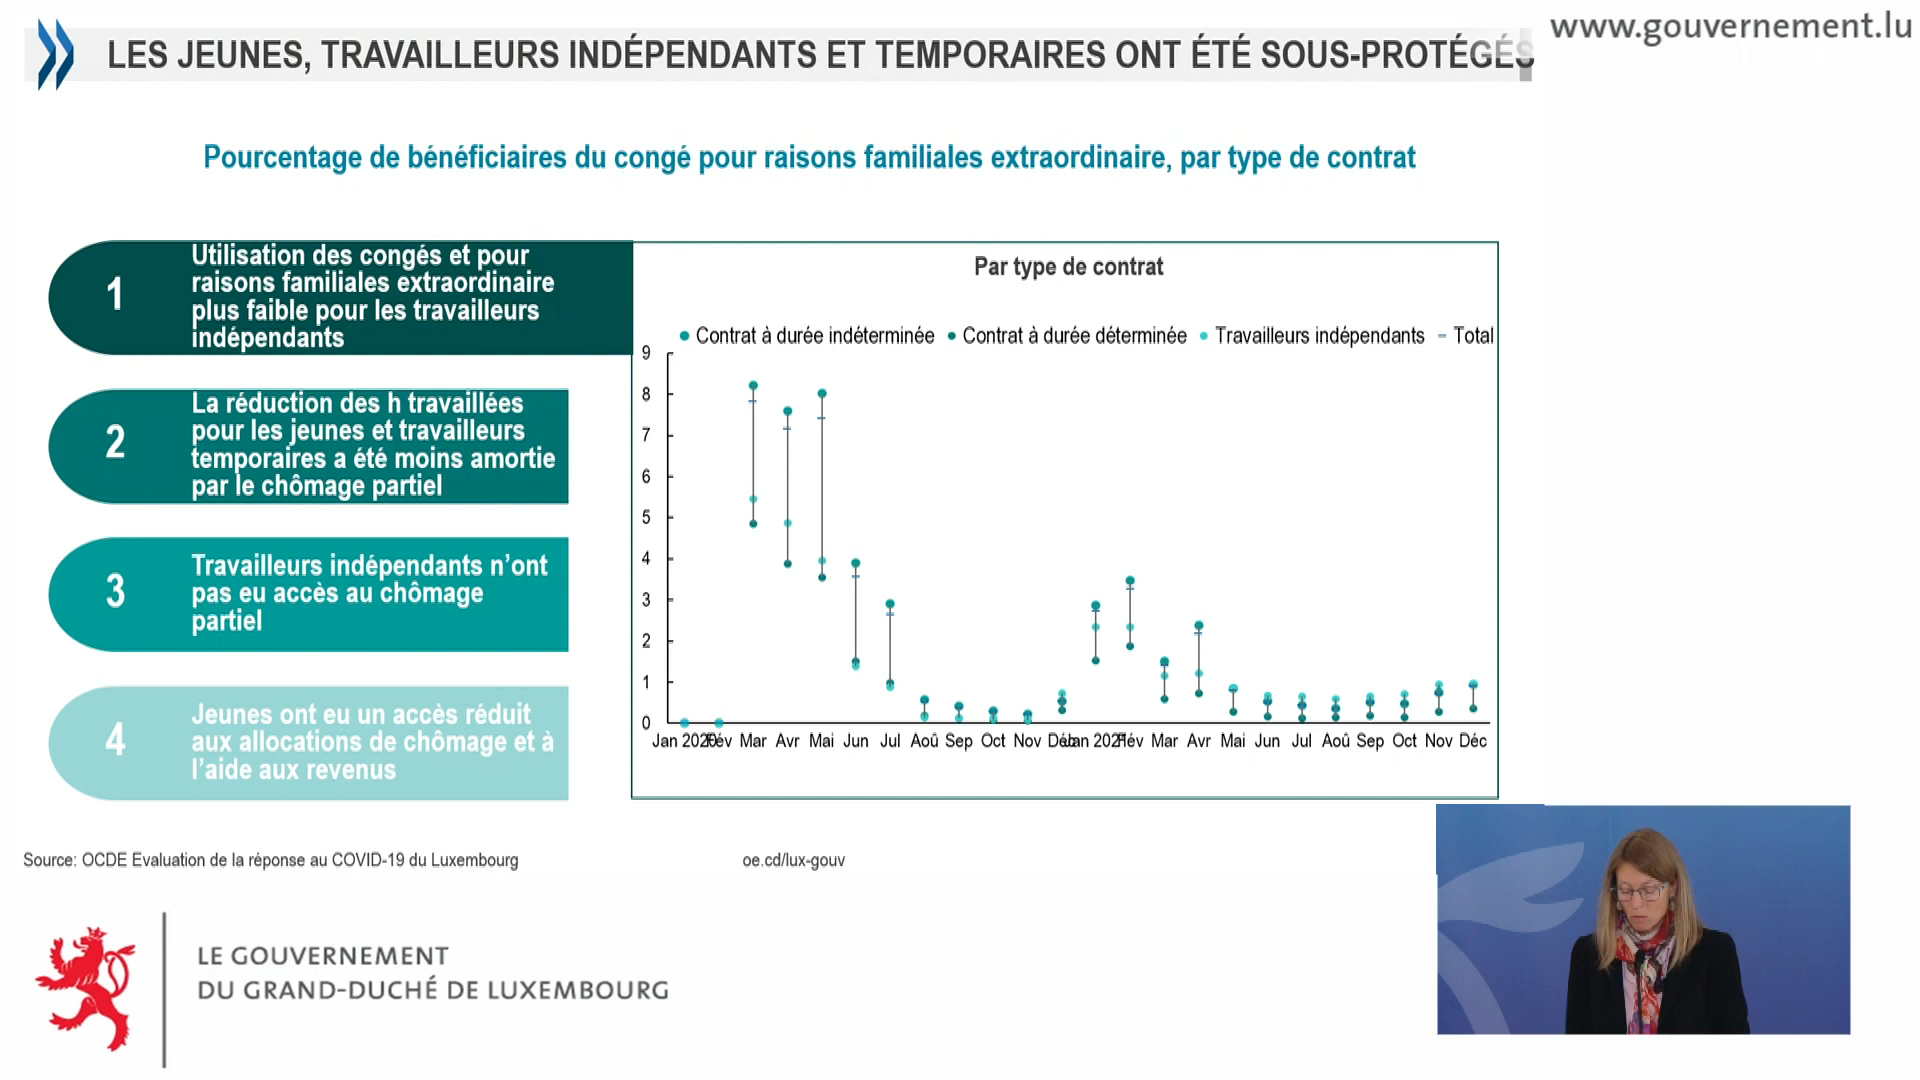 www.gouvernement.lu
LES JEUNES, TRAVAILLEURS INDÉPENDANTS ET TEMPORAIRES ONT ÉTÉ SOUS-PROTÉGÉS
Pourcentage de bénéficiaires du congé pour raisons familiales extraordinaire, par type de contrat
1
Utilisation des congés et pour
raisons familiales extraordinaire
plus faible pour les travailleurs
indépendants
2
La réduction des h travaillées
pour les jeunes et travailleurs
temporaires a été moins amortie
par le chômage partiel
3
Travailleurs indépendants n’ont
pas eu accès au chômage
partiel
4
Jeunes ont eu un accès réduit
aux allocations de chômage et à
l’aide aux revenus
Par type de contrat
Contrat à durée indéterminée Contrat à durée déterminée Travailleurs indépendants Total
9
8
7
6
5
4
3
2
1
0
Jan 2020 Fév Mar Avr Mai Jun Jul Aoû Sep Oct Nov Déc Jan 2021 Fév Mar Avr Mai Jun Jul Aoû Sep Oct Nov Déc
Source: OCDE Evaluation de la réponse au COVID-19 du Luxembourg
oe.cd/lux-gouv
LE GOUVERNEMENT
DU GRAND-DUCHÉ DE LUXEMBOURG